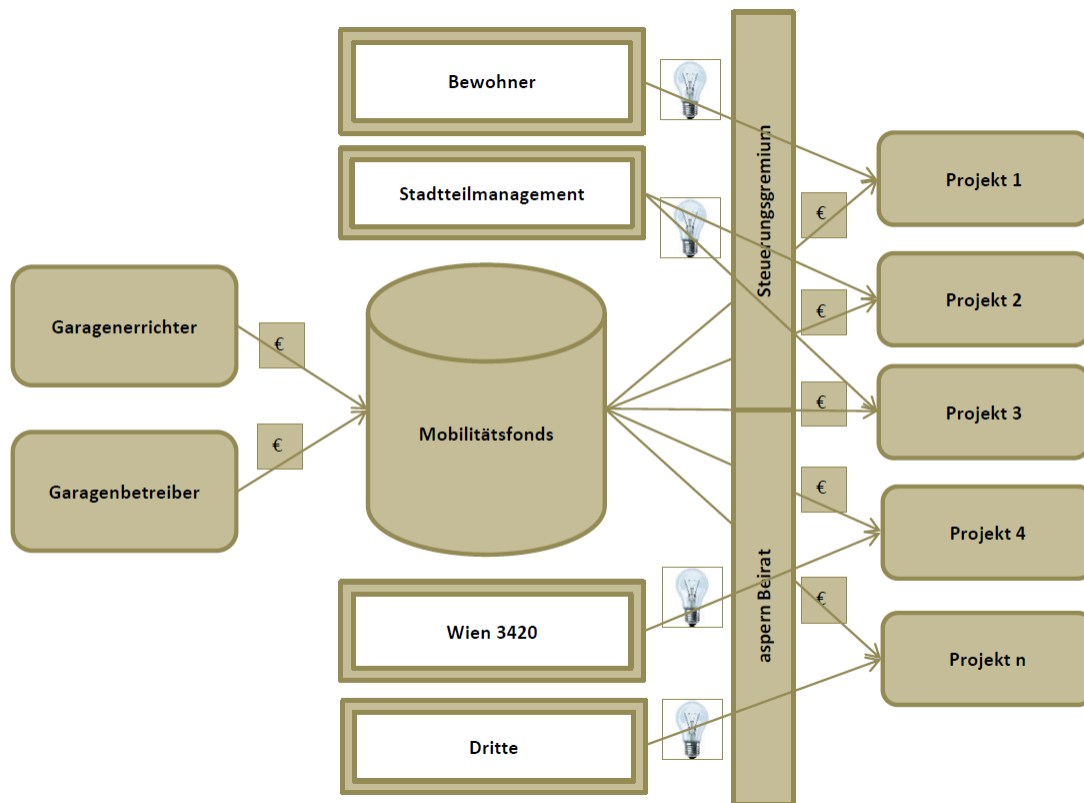 Bewohner
Stadtteilmanagement
Steuerungsgremium
Projekt 1
€
Garagenerrichter
€
Projekt 2
€
Mobilitätsfonds
€
Projekt 3
Garagenbetreiber
€
€
Projekt 4
Wien 3420
aspern Beirat
€
Projekt n
Dritte